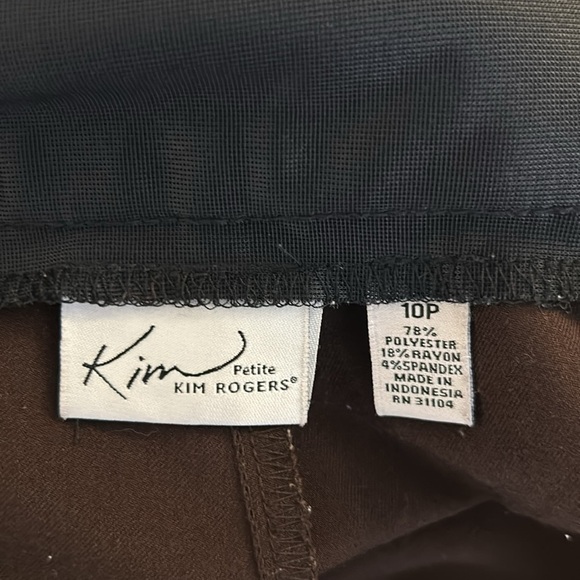 Kim
Petite
KIM ROGERS®
10P
78%
POLYESTER
18% RAYON
4% SPANDEX
MADE IN
INDONESIA
RN 31104